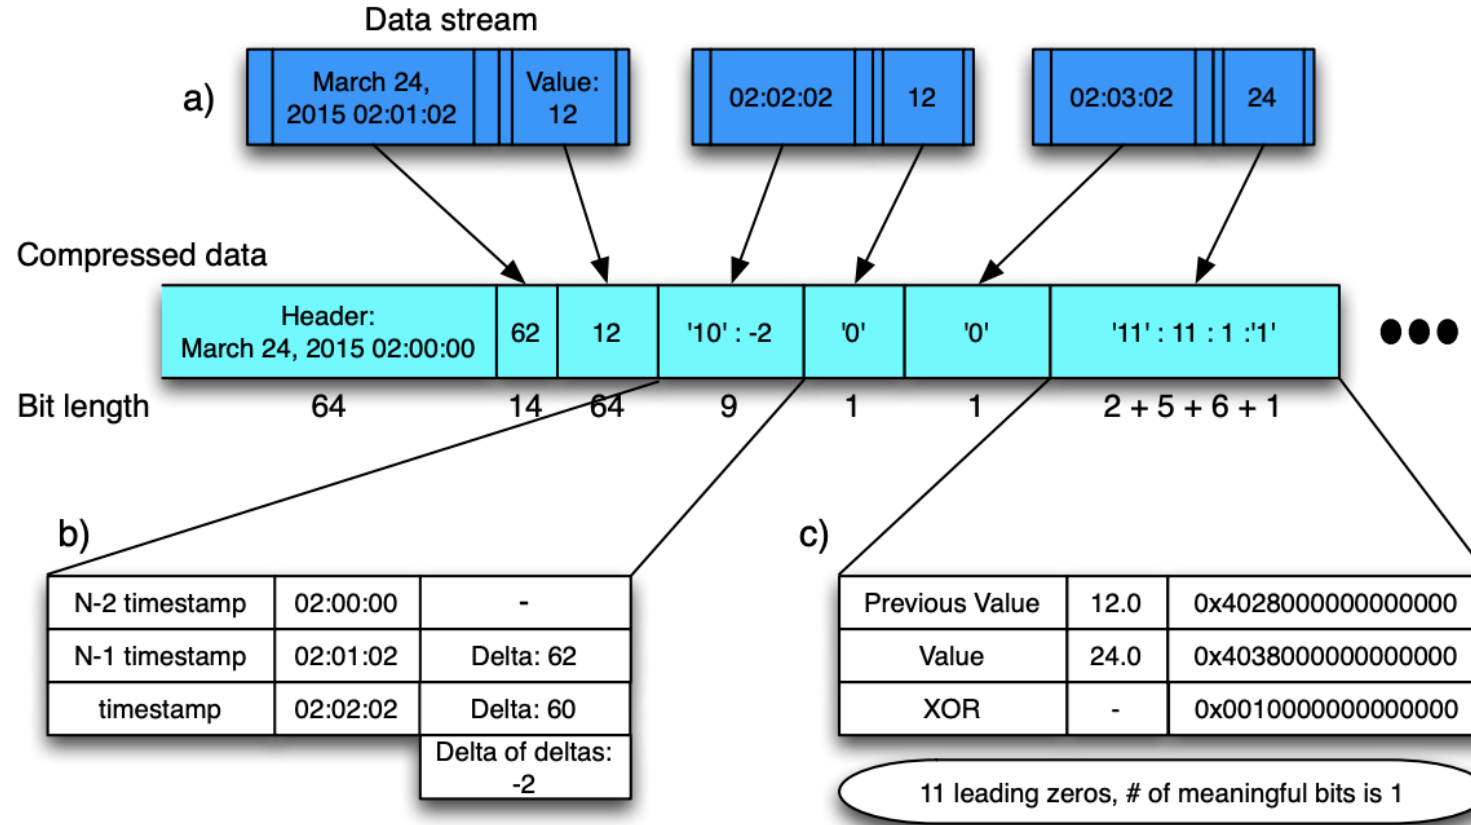 Data stream
a)
March 24,
2015 02:01:02
Value:
12
02:02:02
12
02:03:02
24
Compressed data
Header:
March 24, 2015 02:00:00
62
12
'10' : -2
'0'
'0'
'11' : 11 : 1 :'1'
Bit length
64
14
64
9
1
1
2 + 5 + 6 + 1
b)
N-2 timestamp 02:00:00 -
N-1 timestamp 02:01:02 Delta: 62
timestamp 02:02:02 Delta: 60
Delta of deltas:
-2
c)
Previous Value 12.0 0x4028000000000000
Value 24.0 0x4038000000000000
XOR - 0x0010000000000000
11 leading zeros, # of meaningful bits is 1